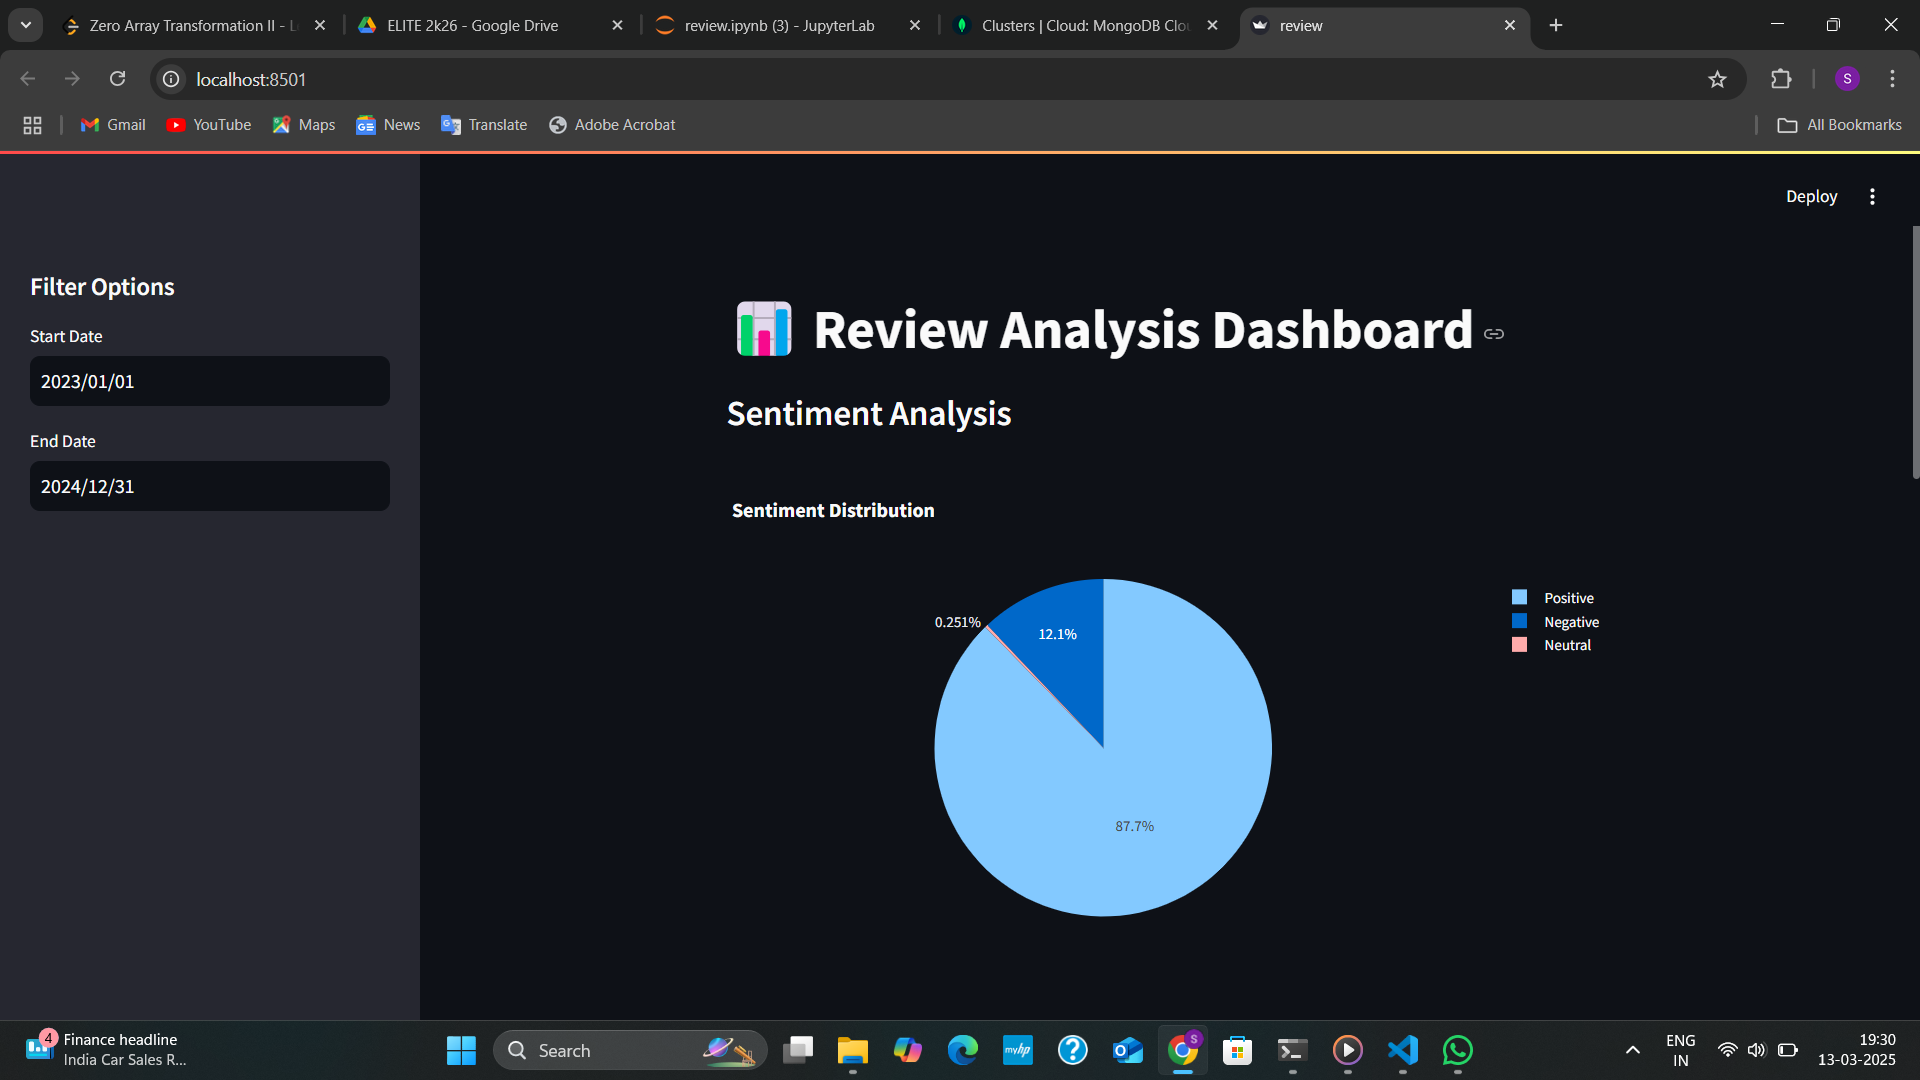 Zero Array Transformation II - L
ELITE 2k26 - Google Drive
review.ipynb (3) - JupyterLab
Clusters | Cloud: MongoDB Clou
review
localhost:8501
S
Gmail
YouTube
Maps
News
Translate
Adobe Acrobat
All Bookmarks
Deploy
Filter Options
Start Date
2023/01/01
End Date
2024/12/31
Review Analysis Dashboard
Sentiment Analysis
Sentiment Distribution
0.251%
12.1%
87.7%
Positive
Negative
Neutral
4
Finance headline
India Car Sales R...
Search
myhp
S
ENG
IN
19:30
13-03-2025